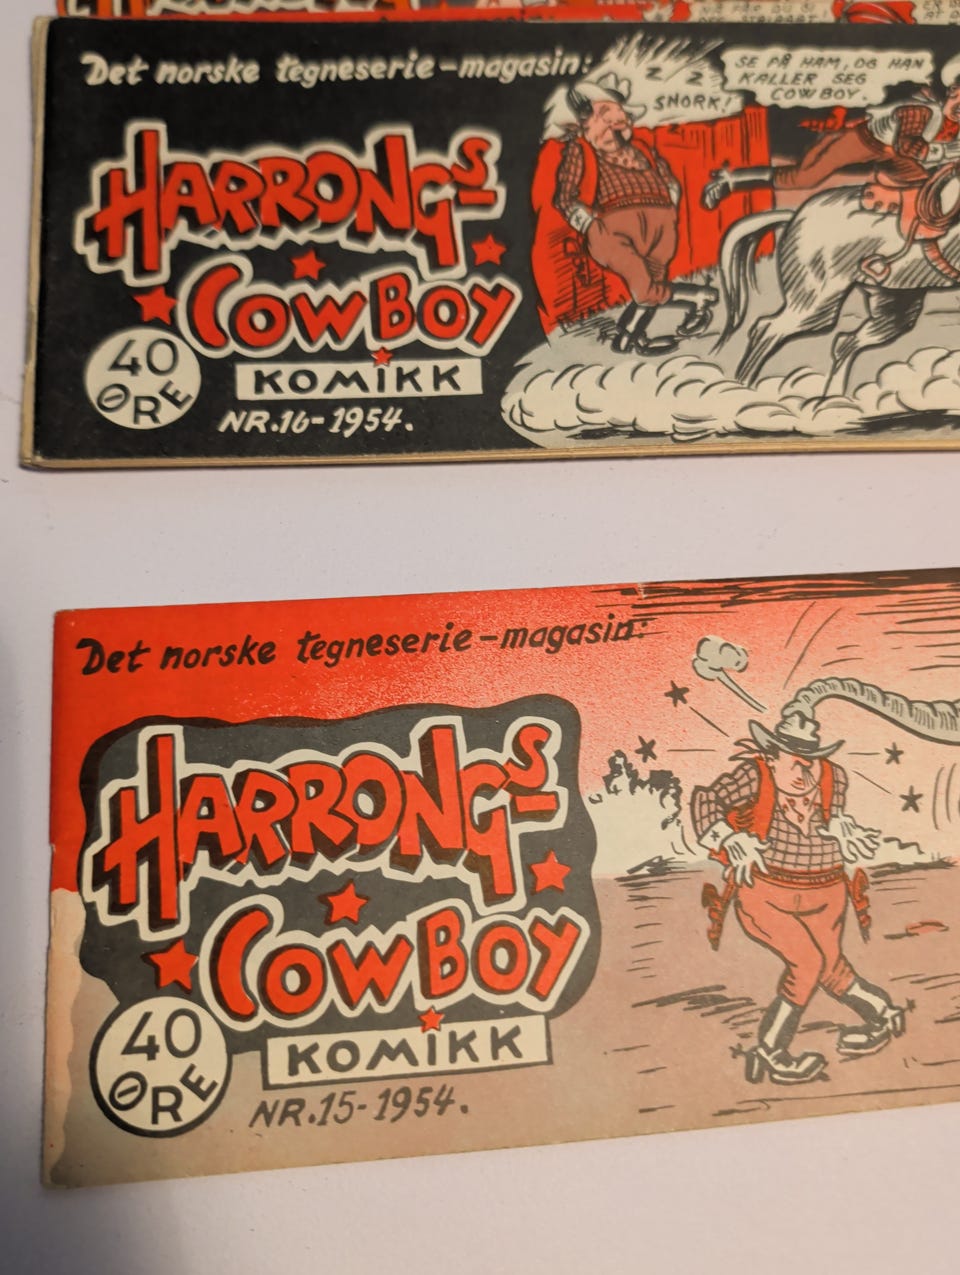 Det norske tegneserie-magasin:
Z Z
SNORK!
SE PÅ HAM, OG HAN
KALLER SEG
COWBOY.
HARRONGS
COWBOY
KOMIKK
40
ØRE
NR.16-1954.
Det norske tegneserie-magasin:
HARRONGS
COWBOY
KOMIKK
40
ØRE
NR.15-1954.